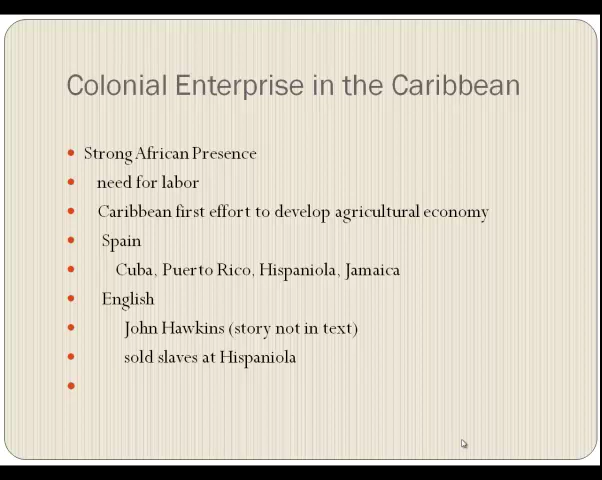 Colonial Enterprise in the Caribbean
• Strong African Presence
• need for labor
• Caribbean first effort to develop agricultural economy
• Spain
• Cuba, Puerto Rico, Hispaniola, Jamaica
• English
• John Hawkins (story not in text)
• sold slaves at Hispaniola
•